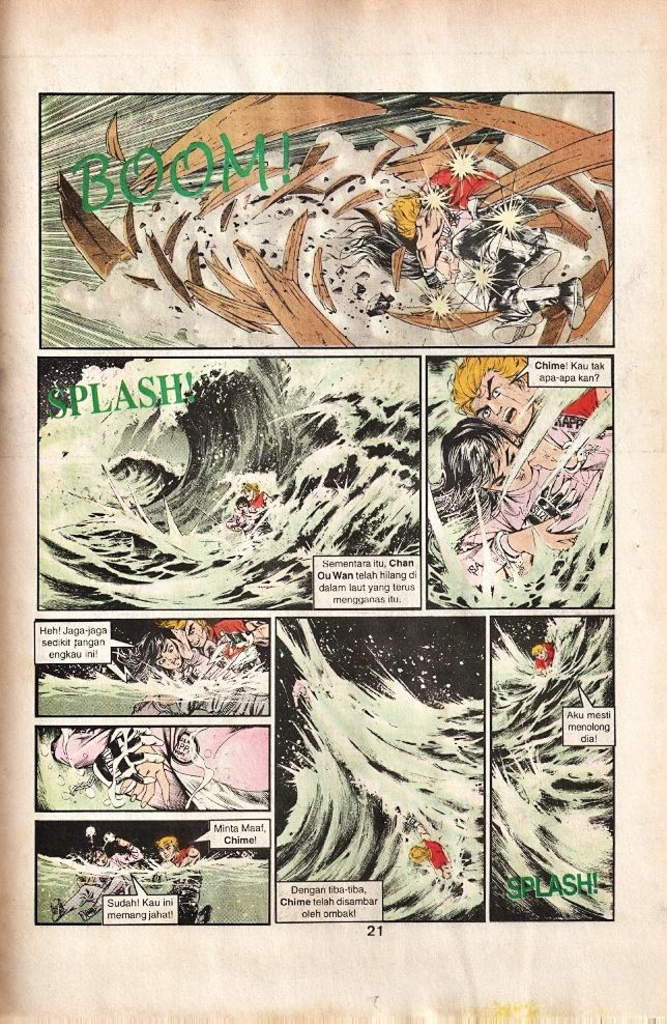 BOOM!
SPLASH!
Sementara itu, Chan
Ou Wan telah hilang di
dalam laut yang terus
mengganas itu.
Chime! Kau tak
apa-apa kan?
Heh! Jaga-jaga
sedikit tangan
engkau ini!
Minta Maaf,
Chime!
Sudah! Kau ini
memang jahat!
Dengan tiba-tiba,
Chime telah disambar
oleh ombak!
Aku mesti
menolong
dia!
SPLASH!
21